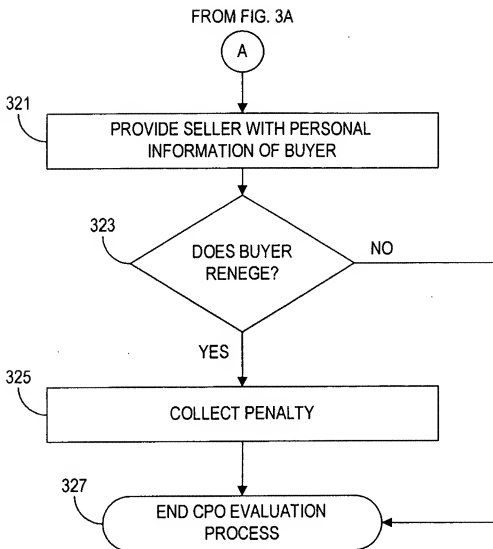 FROM FIG. 3A
A
321
PROVIDE SELLER WITH PERSONAL
INFORMATION OF BUYER
323
DOES BUYER
RENEGE?
NO
YES
325
COLLECT PENALTY
327
END CPO EVALUATION
PROCESS